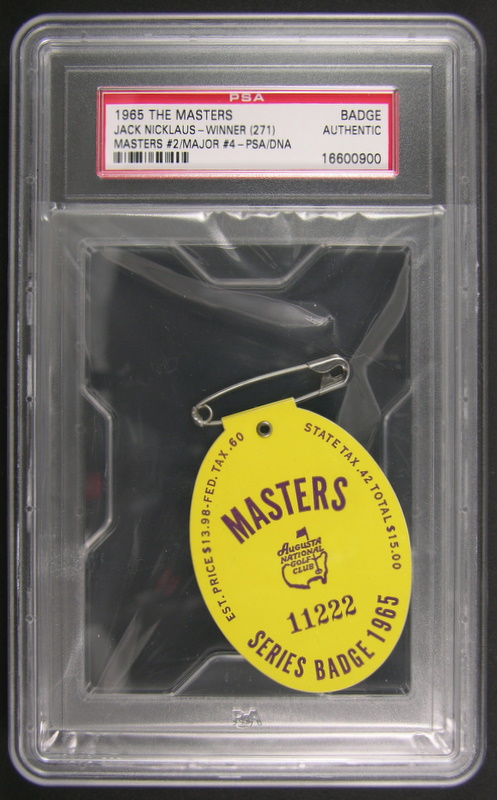 PSA
1965 THE MASTERS
BADGE
JACK NICKLAUS - WINNER (271)
AUTHENTIC
MASTERS #2/MAJOR #4 - PSA/DNA
16600900
EST. PRICE $13.98-FED. TAX .60
STATE TAX .42 TOTAL $15.00
MASTERS
AUGUSTA
NATIONAL
GOLF
CLUB
11222
SERIES BADGE 1965
PSA